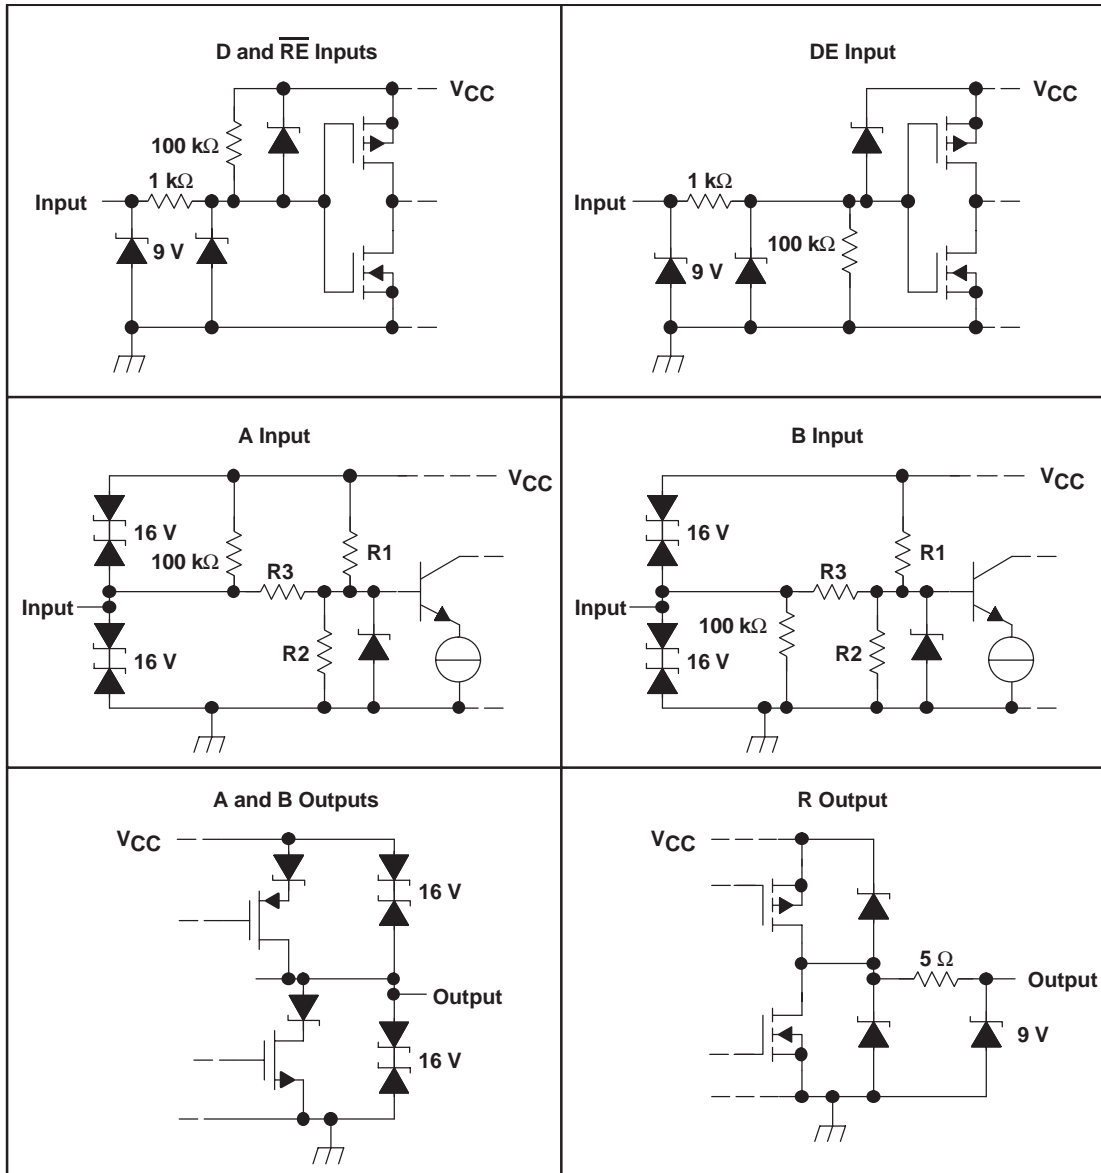 D and R̅E̅ Inputs
VCC
100 kΩ
1 kΩ
Input
9 V
DE Input
VCC
1 kΩ
Input
100 kΩ
9 V
A Input
VCC
16 V
100 kΩ
R1
R3
Input
16 V
R2
B Input
VCC
16 V
R1
R3
Input
100 kΩ
16 V
R2
A and B Outputs
VCC
16 V
Output
16 V
R Output
VCC
5 Ω
Output
9 V